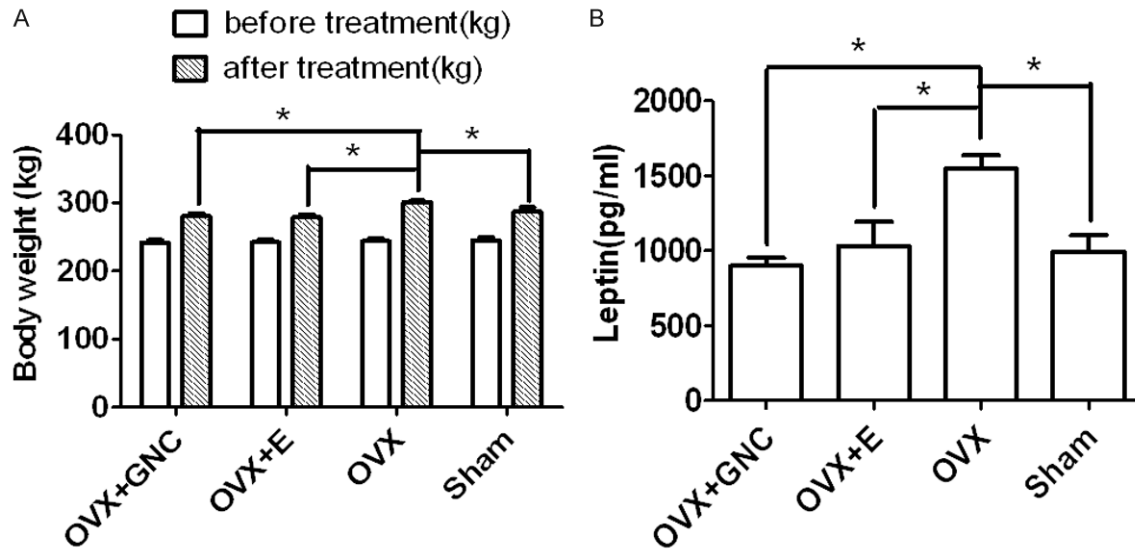 A
before treatment(kg)
after treatment(kg)
Body weight (kg)
400
300
200
100
0
*
*
*
OVX+GNC
OVX+E
OVX
Sham
B
Leptin(pg/ml)
2000
1500
1000
500
0
*
*
*
OVX+GNC
OVX+E
OVX
Sham